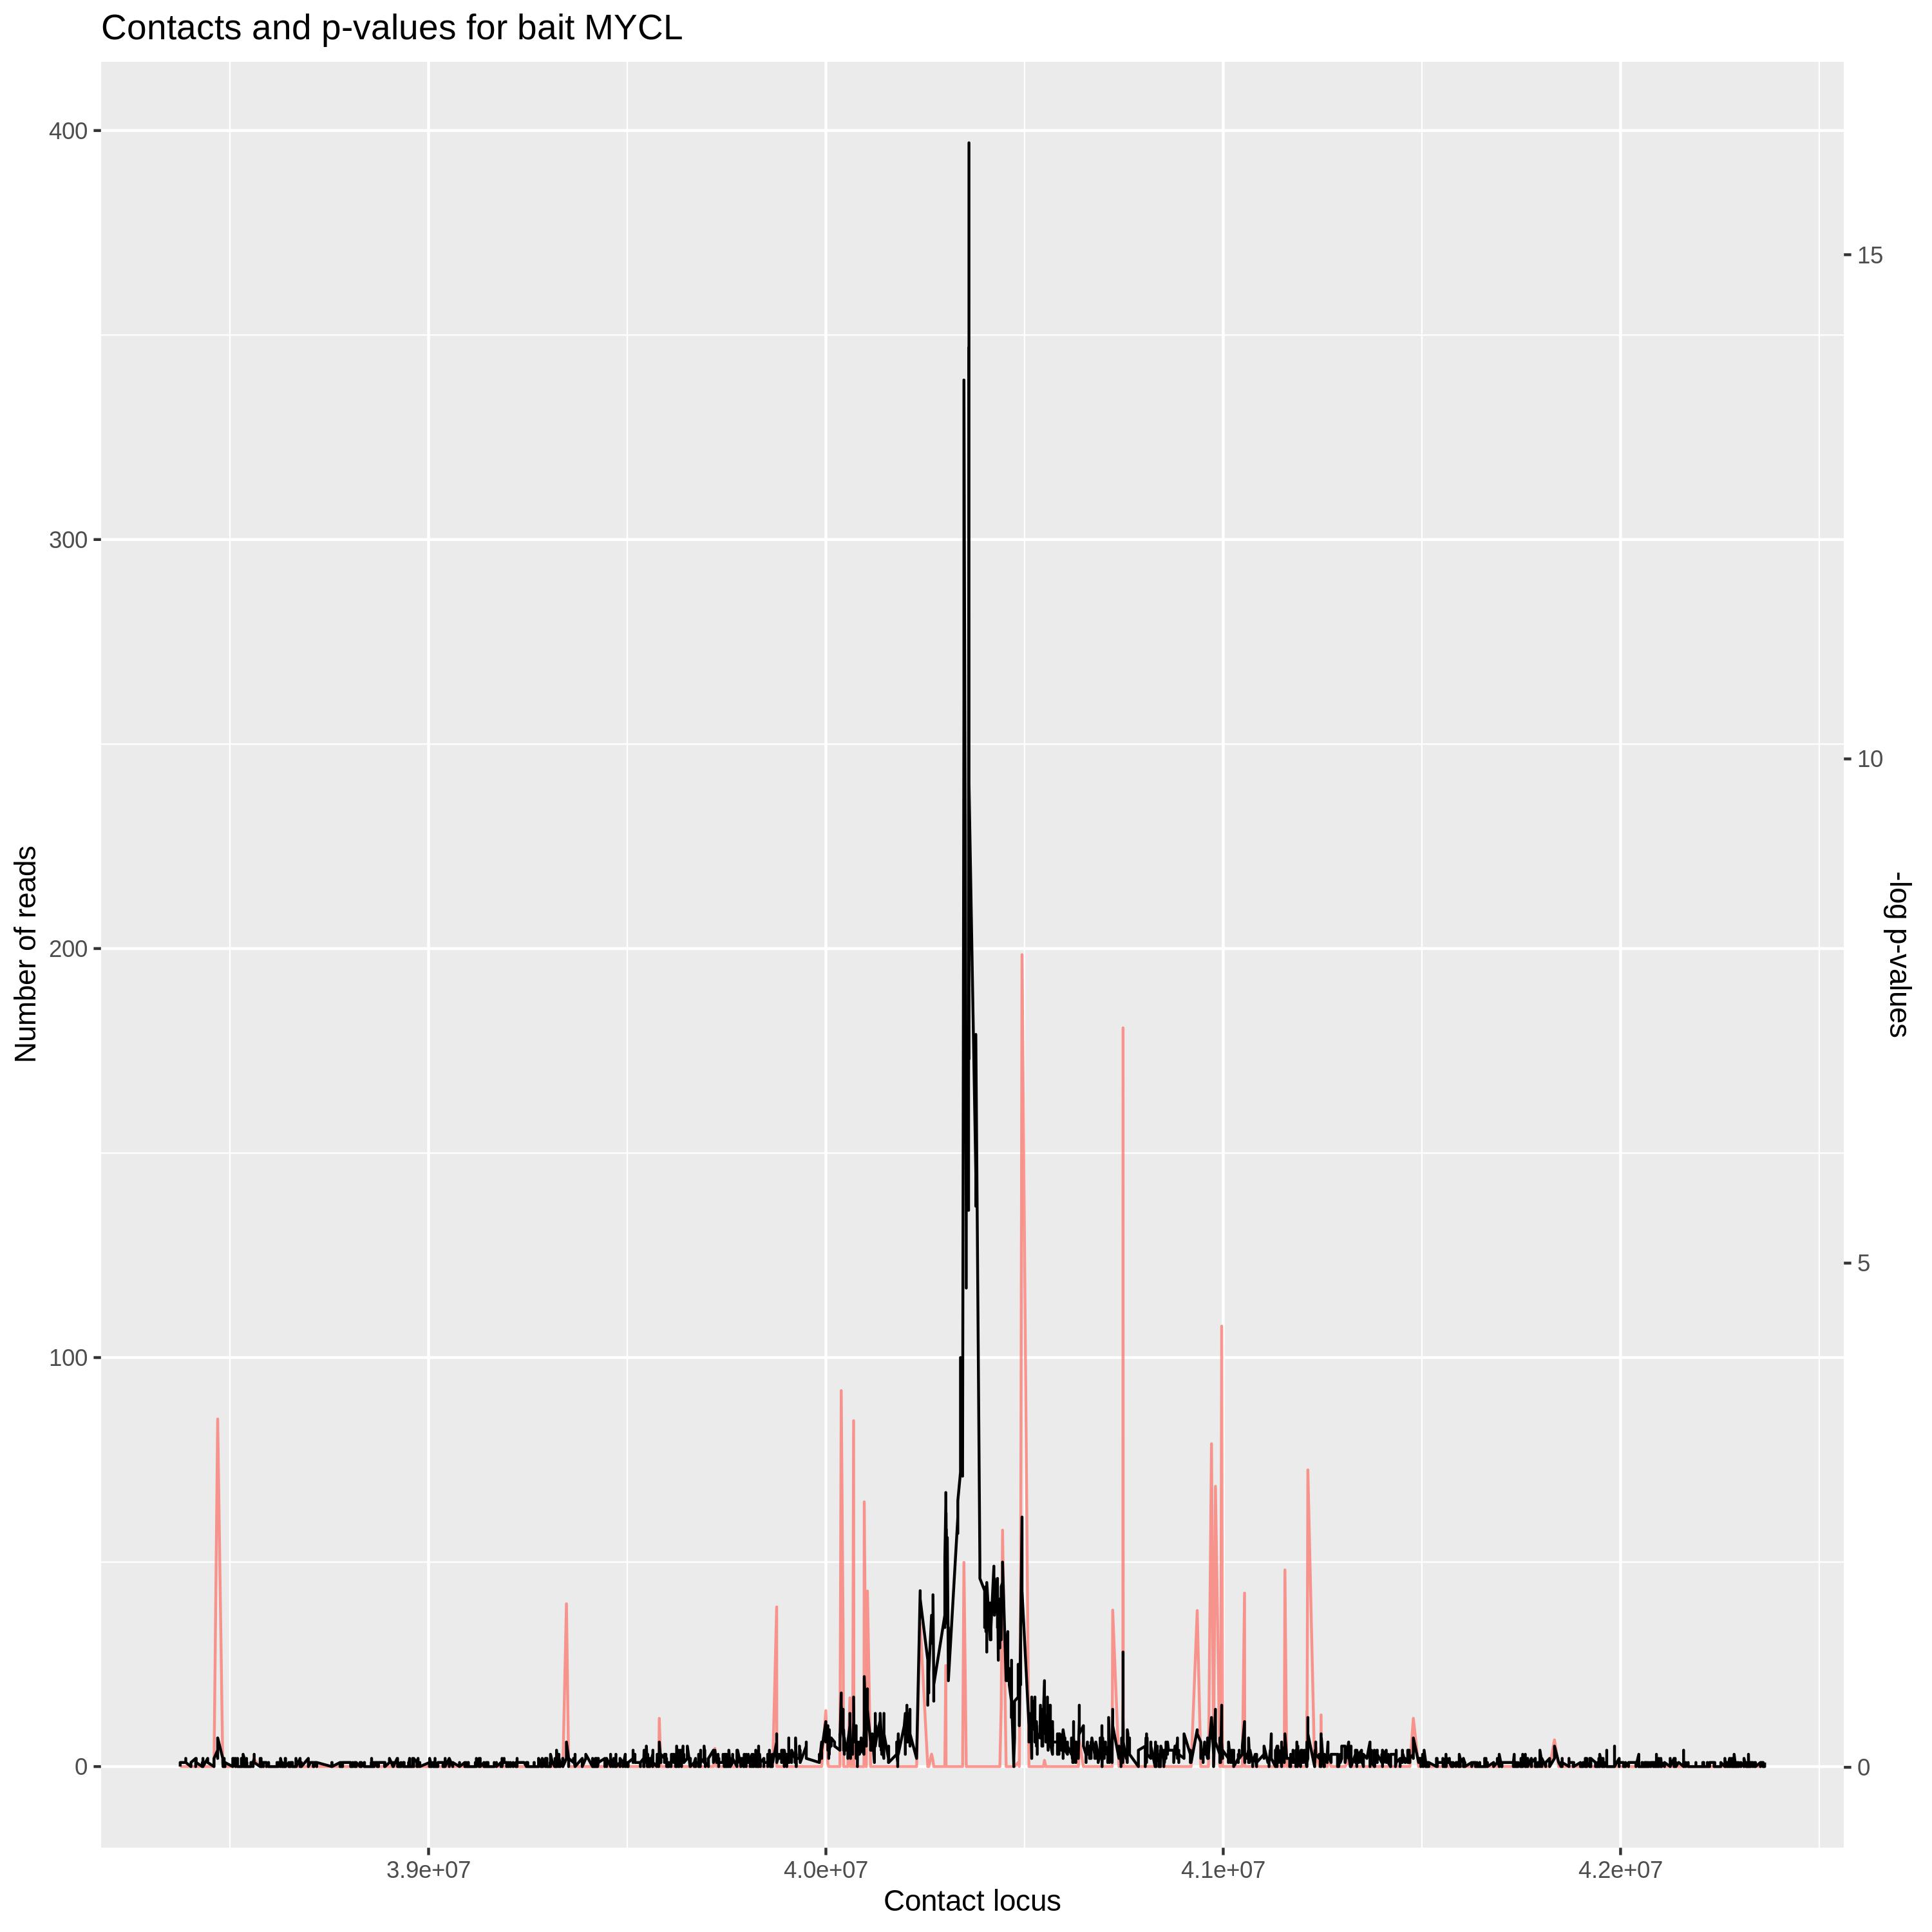 Contacts and p-values for bait MYCL
400
300
200
100
0
Number of reads
15
10
5
0
-log p-values
3.9e+07
4.0e+07
4.1e+07
4.2e+07
Contact locus